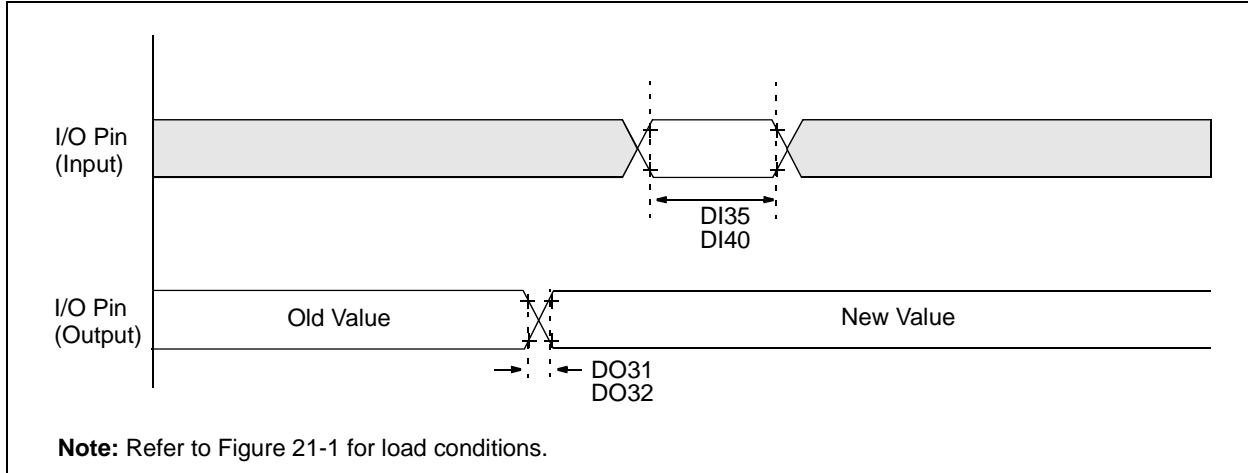 I/O Pin
(Input)
DI35
DI40
I/O Pin
(Output)
Old Value
New Value
DO31
DO32
Note: Refer to Figure 21-1 for load conditions.